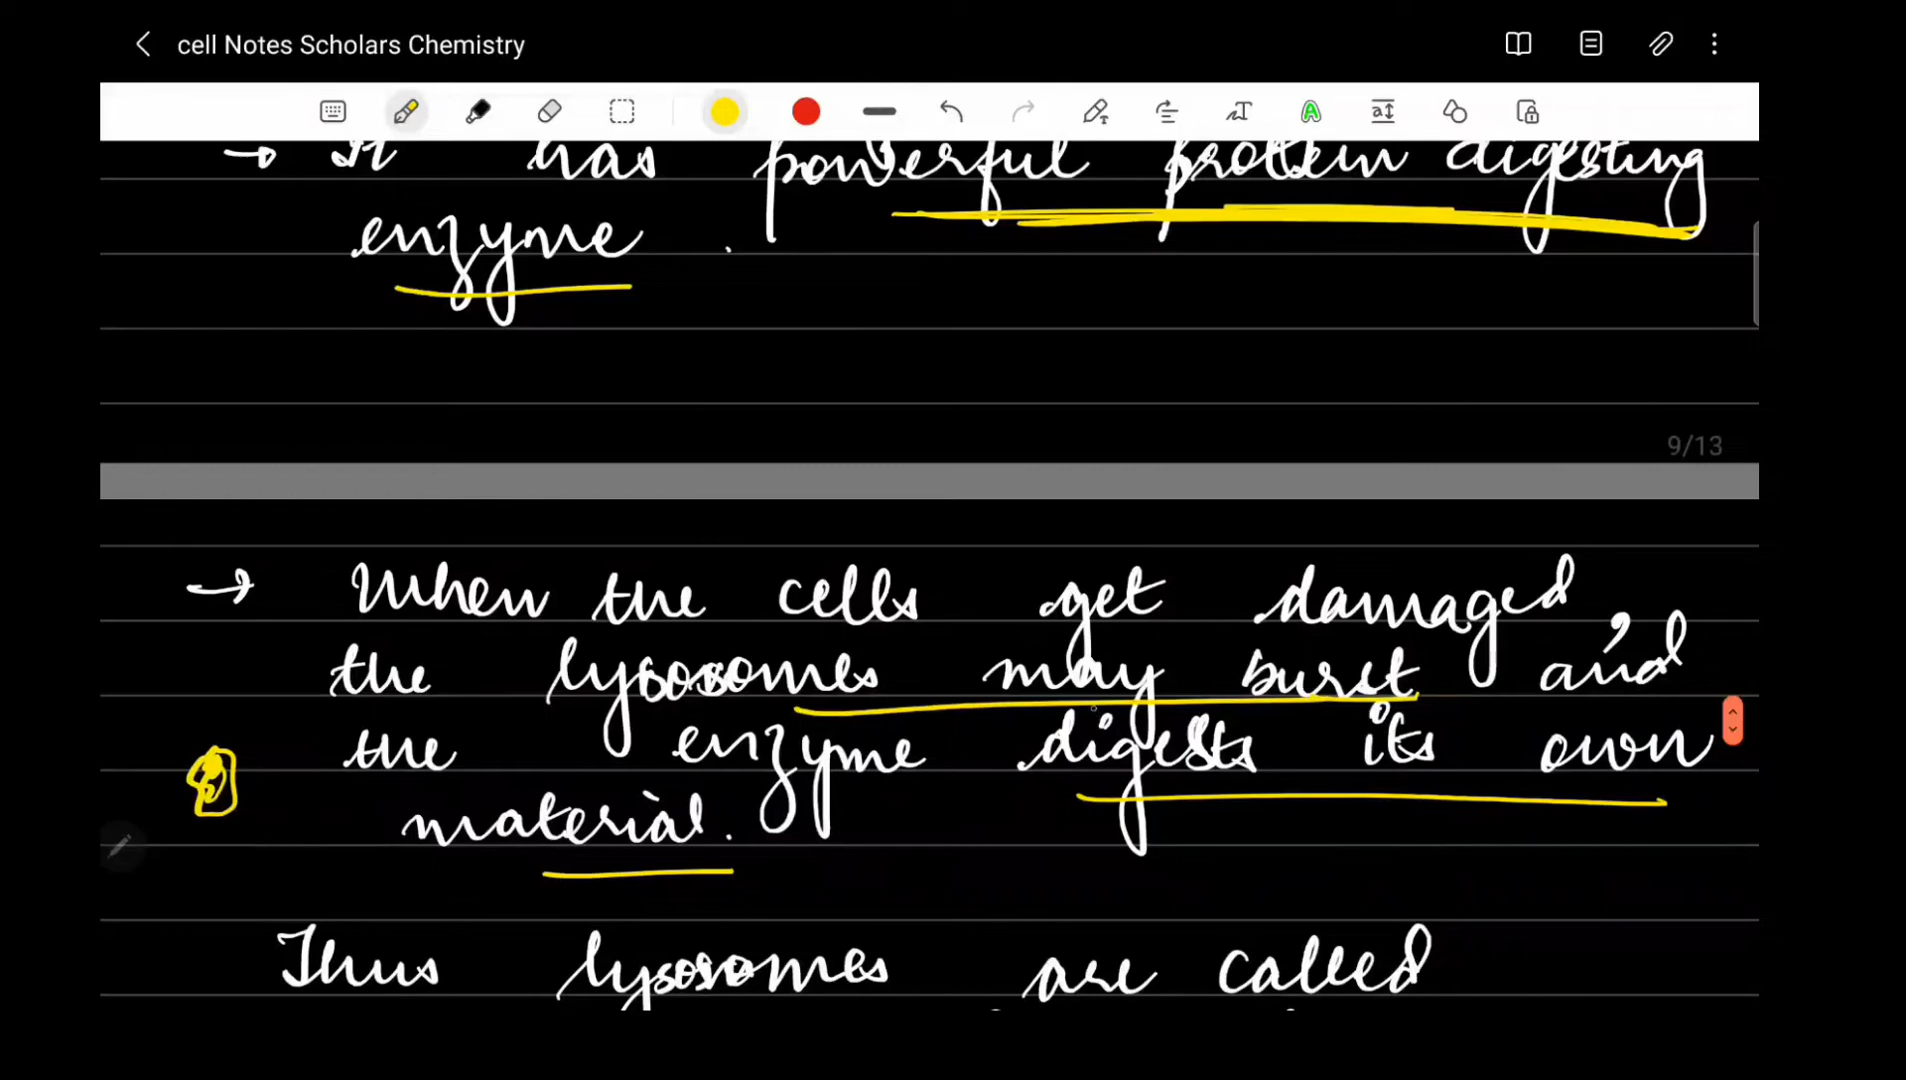 cell Notes Scholars Chemistry
→ It has powerful protein digesting
enzyme .
9/13
→ When the cells get damaged,
the lysosomes may burst and
the enzyme digests its own
material.
Thus lysosomes are called